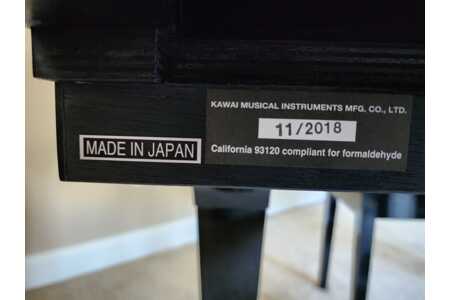 KAWAI MUSICAL INSTRUMENTS MFG. CO., LTD.
11/2018
MADE IN JAPAN
California 93120 compliant for formaldehyde